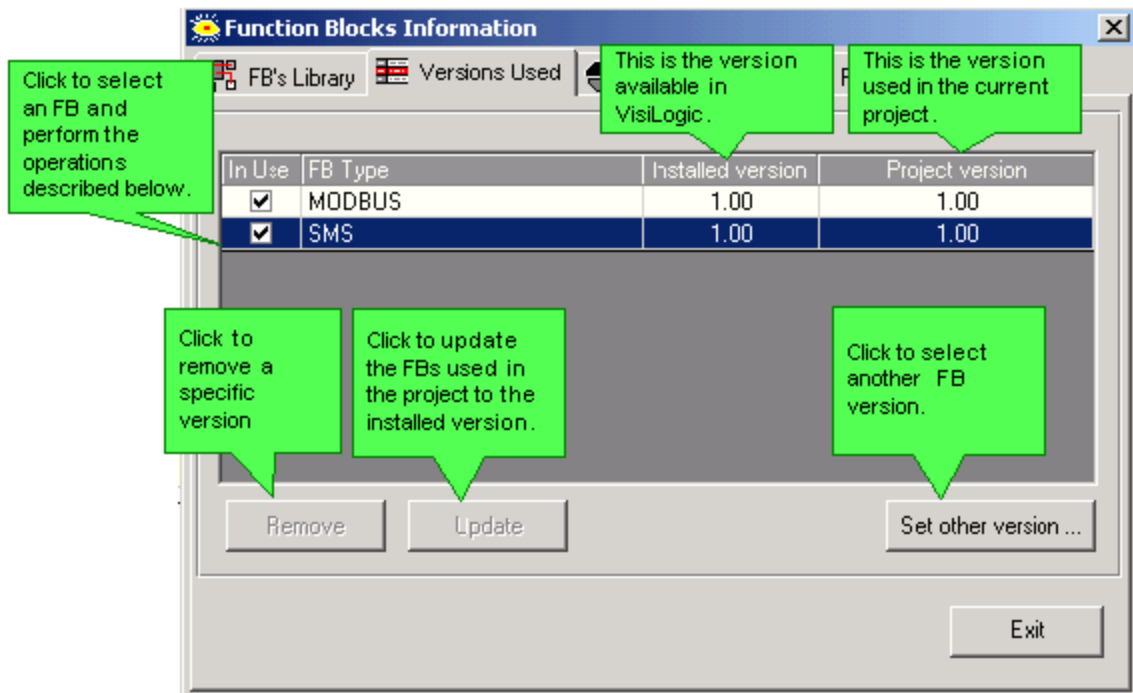 Function Blocks Information
FB's Library
Versions Used
Click to select
an FB and
perform the
operations
described below.
This is the version
available in
VisiLogic.
This is the version
used in the current
project.
In Use FB Type Installed version Project version
MODBUS 1.00 1.00
SMS 1.00 1.00
Click to
remove a
specific
version
Click to update
the FBs used in
the project to the
installed version.
Click to select
another FB
version.
Remove
Update
Set other version ...
Exit